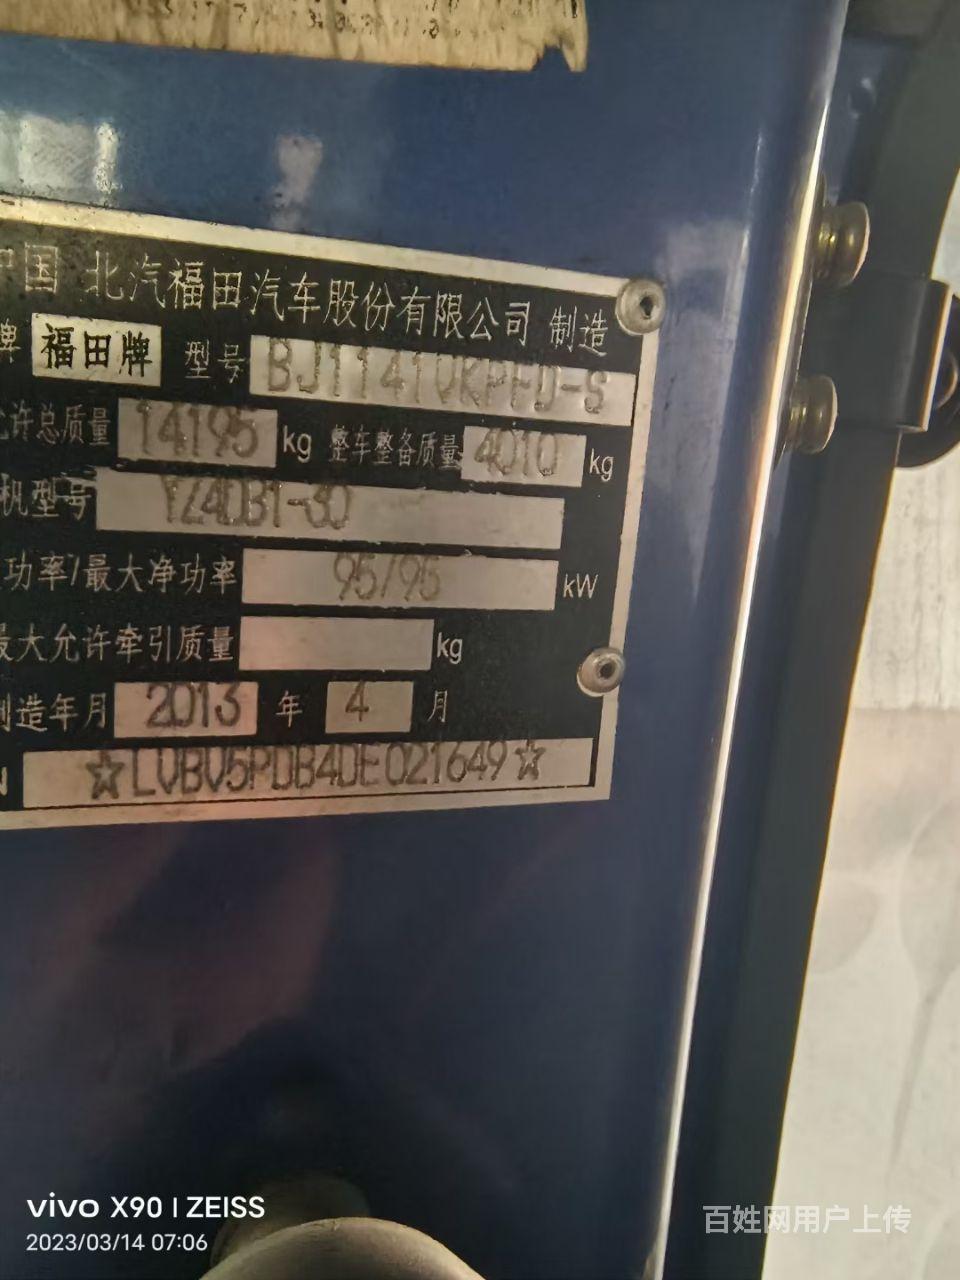 中国 北汽福田汽车股份有限公司 制造
牌 福田牌 型号 BJ1141VKPFD-S
允许总质量 14195 kg 整车整备质量 4010 kg
机型号 YZ4DB1-30
功率/最大净功率 95/95 kW
最大允许牵引质量 kg
制造年月 2013 年 4 月
N ☆LVBV5PDB4DE021649☆
vivo X90 | ZEISS
2023/03/14 07:06
百姓网用户上传